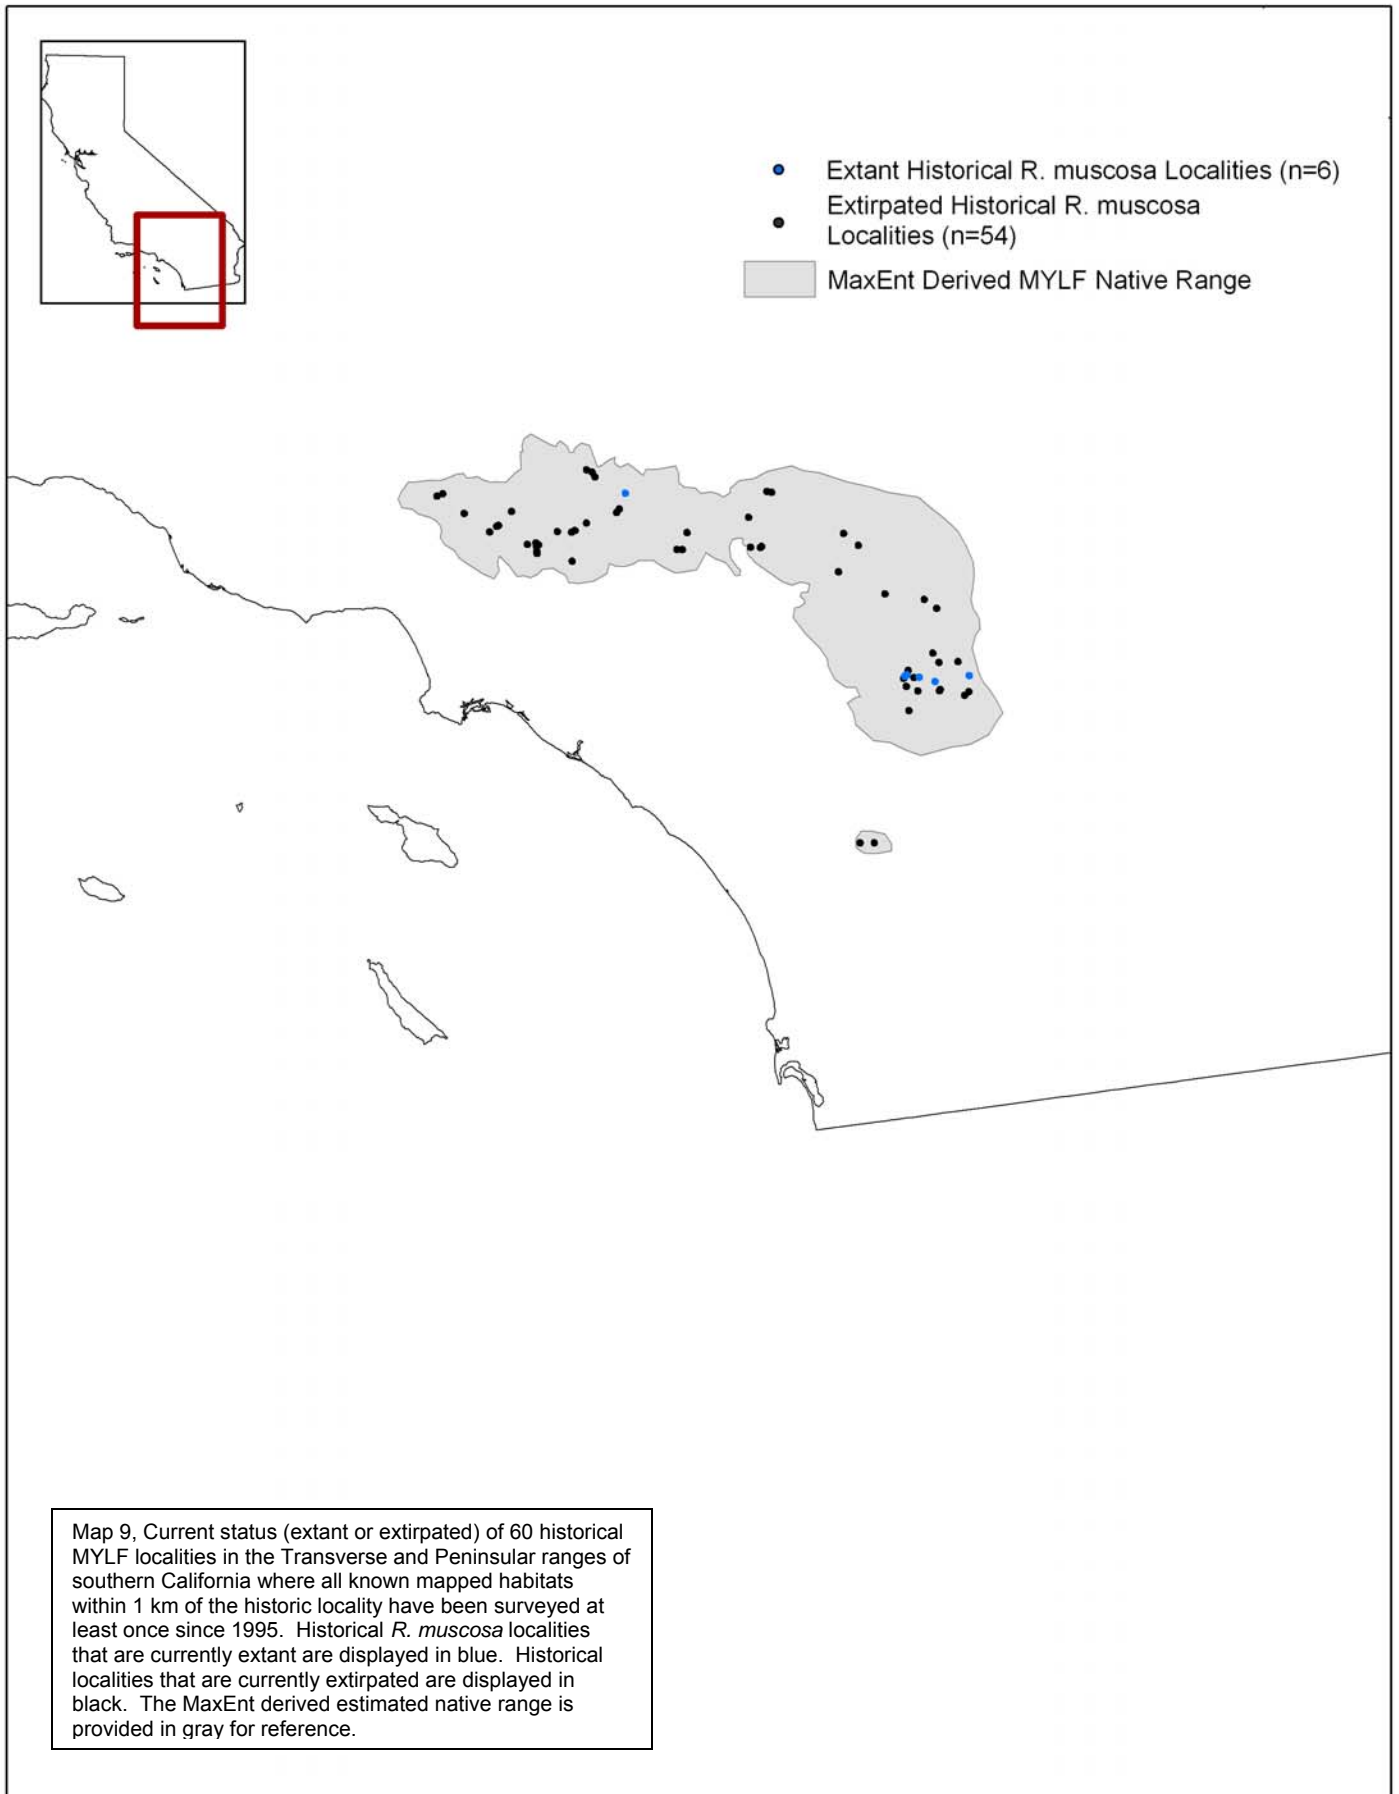 Extant Historical R. muscosa Localities (n=6)
Extirpated Historical R. muscosa
Localities (n=54)
MaxEnt Derived MYLF Native Range
Map 9, Current status (extant or extirpated) of 60 historical
MYLF localities in the Transverse and Peninsular ranges of
southern California where all known mapped habitats
within 1 km of the historic locality have been surveyed at
least once since 1995.  Historical R. muscosa localities
that are currently extant are displayed in blue.  Historical
localities that are currently extirpated are displayed in
black.  The MaxEnt derived estimated native range is
provided in gray for reference.